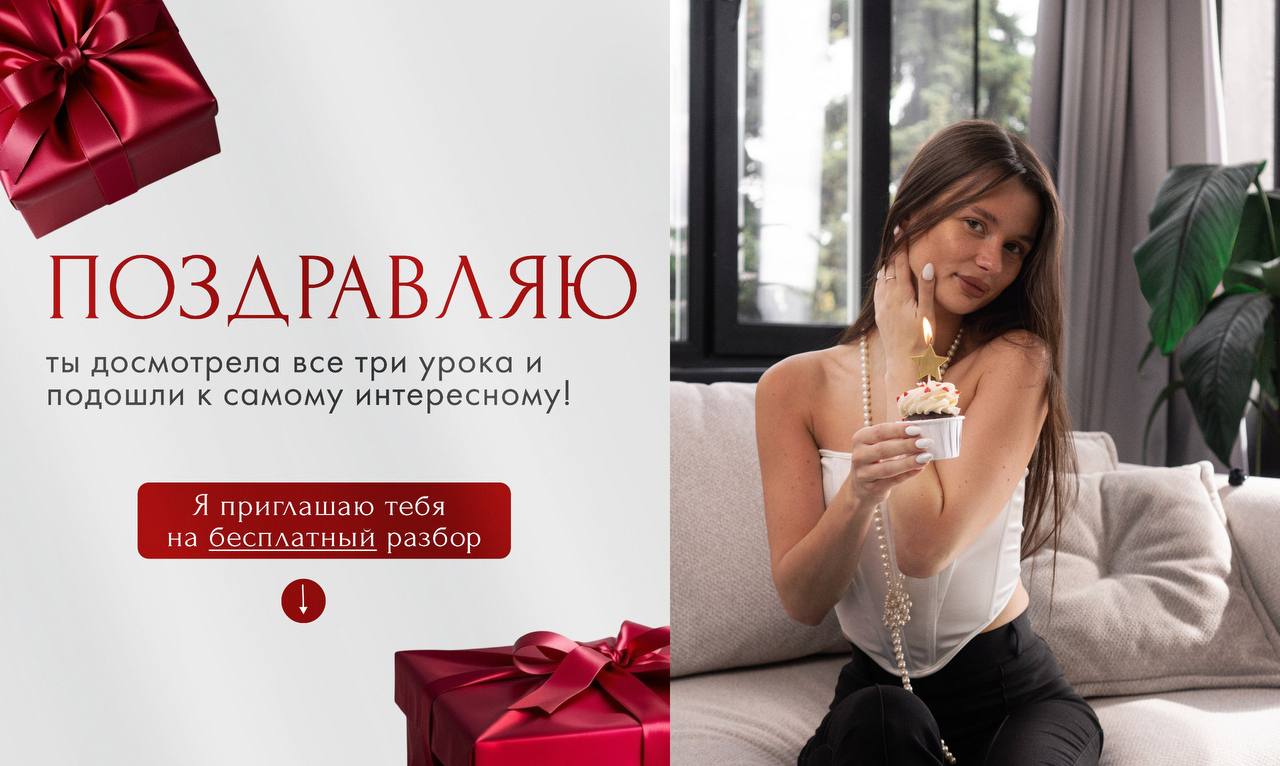 ПОЗДРАВЛЯЮ
ты досмотрела все три урока и
подошли к самому интересному!
Я приглашаю тебя
на бесплатный разбор